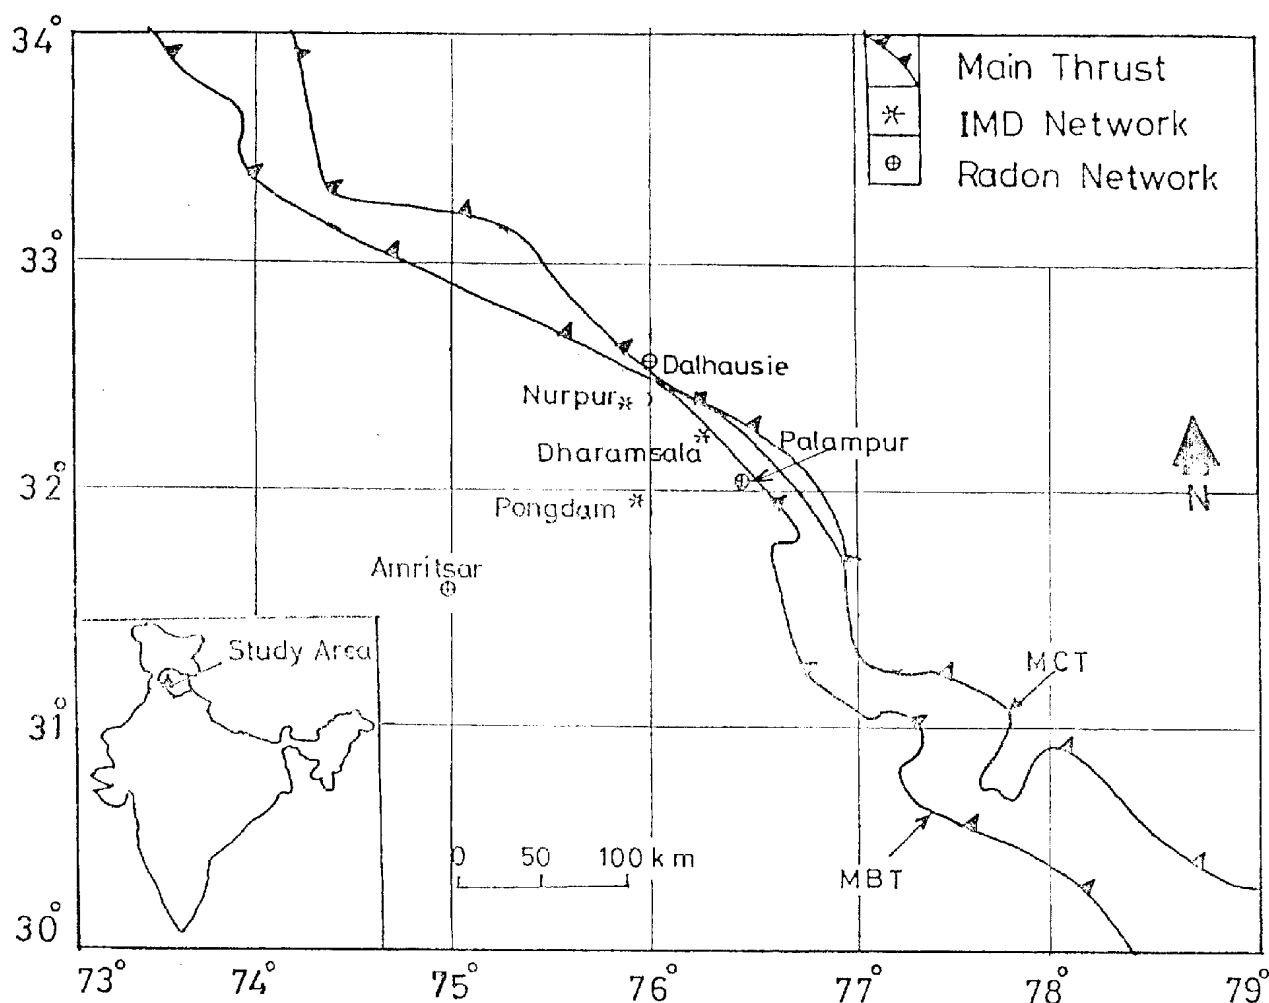 34°
Main Thrust
IMD Network
Radon Network
33°
Dalhausie
Nurpur
Palampur
Dharamsala
32°
Pongdam
N
Amritsar
Study Area
MCT
31°
0 50 100 km
MBT
30°
73° 74° 75° 76° 77° 78° 79°